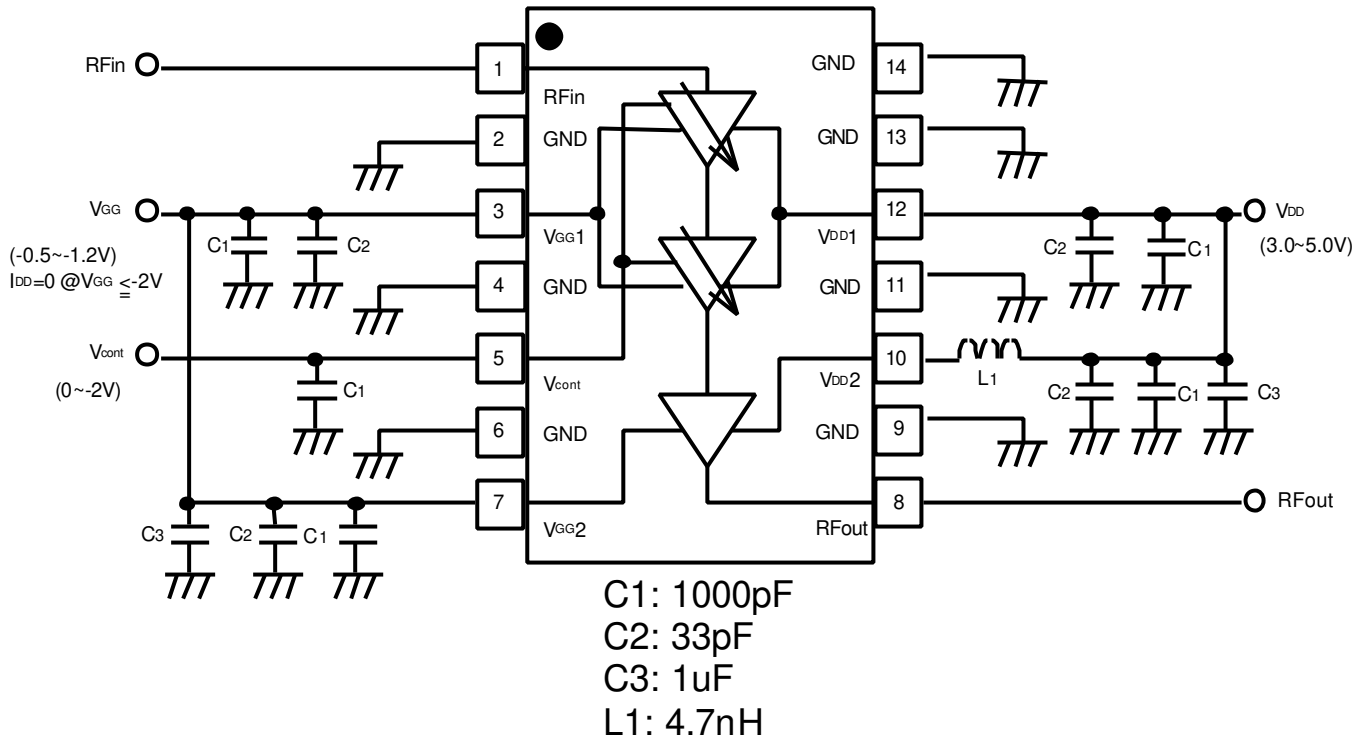 RFin
1
RFin
2
GND
VGG
3
VGG1
C1
C2
(-0.5~-1.2V)
IDD=0 @VGG ≦-2V
4
GND
Vcont
5
Vcont
(0~-2V)
C1
6
GND
7
VGG2
C3
C2
C1
GND
14
GND
13
12
VDD1
VDD
(3.0~5.0V)
C2
C1
GND
11
10
VDD2
L1
C2
C1
C3
GND
9
8
RFout
RFout
C1: 1000pF
C2: 33pF
C3: 1uF
L1: 4.7nH